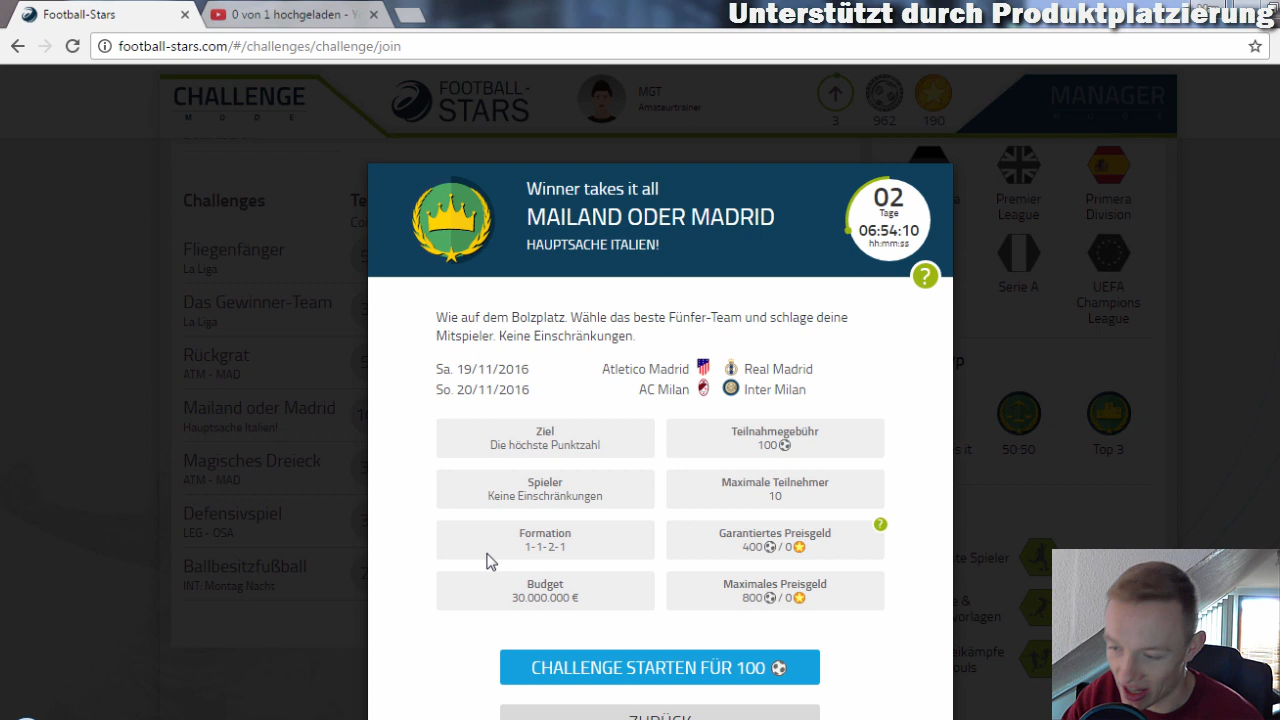 Football-Stars
0 von 1 hochgeladen -
Unterstützt durch Produktplatzierung
football-stars.com/#/challenges/challenge/join
CHALLENGE
MODE
FOOTBALL-
STARS
MGT
Amateurtrainer
3
962
190
MANAGER
MODE
Challenges
Fliegenfänger
La Liga
Das Gewinner-Team
La Liga
Rückgrat
ATM - MAD
Mailand oder Madrid
Hauptsache Italien!
Magisches Dreieck
ATM - MAD
Defensivspiel
LEG - OSA
Ballbesitzfußball
INT: Montag Nacht
Winner takes it all
MAILAND ODER MADRID
HAUPTSACHE ITALIEN!
02
Tage
06:54:10
hh:mm:ss
?
Wie auf dem Bolzplatz. Wähle das beste Fünfer-Team und schlage deine
Mitspieler. Keine Einschränkungen.
Sa. 19/11/2016 Atletico Madrid Real Madrid
So. 20/11/2016 AC Milan Inter Milan
Ziel
Die höchste Punktzahl
Teilnahmegebühr
100
Spieler
Keine Einschränkungen
Maximale Teilnehmer
10
Formation
1-1-2-1
Garantiertes Preisgeld
400 / 0
?
Budget
30.000.000 €
Maximales Preisgeld
800 / 0
CHALLENGE STARTEN FÜR 100
ZURÜCK
Premier
League
Primera
Division
Serie A
UEFA
Champions
League
50:50
Top 3